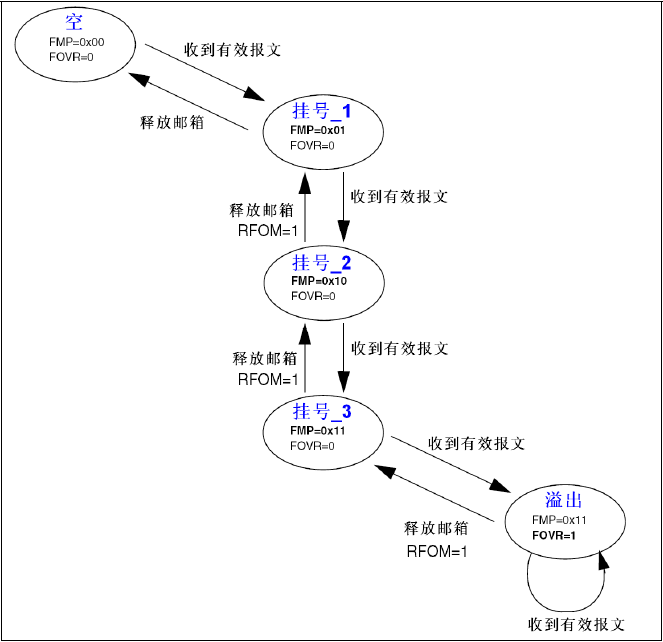 空
FMP=0x00
FOVR=0
收到有效报文
释放邮箱
挂号_1
FMP=0x01
FOVR=0
收到有效报文
释放邮箱
RFOM=1
挂号_2
FMP=0x10
FOVR=0
收到有效报文
释放邮箱
RFOM=1
挂号_3
FMP=0x11
FOVR=0
收到有效报文
释放邮箱
RFOM=1
溢出
FMP=0x11
FOVR=1
收到有效报文